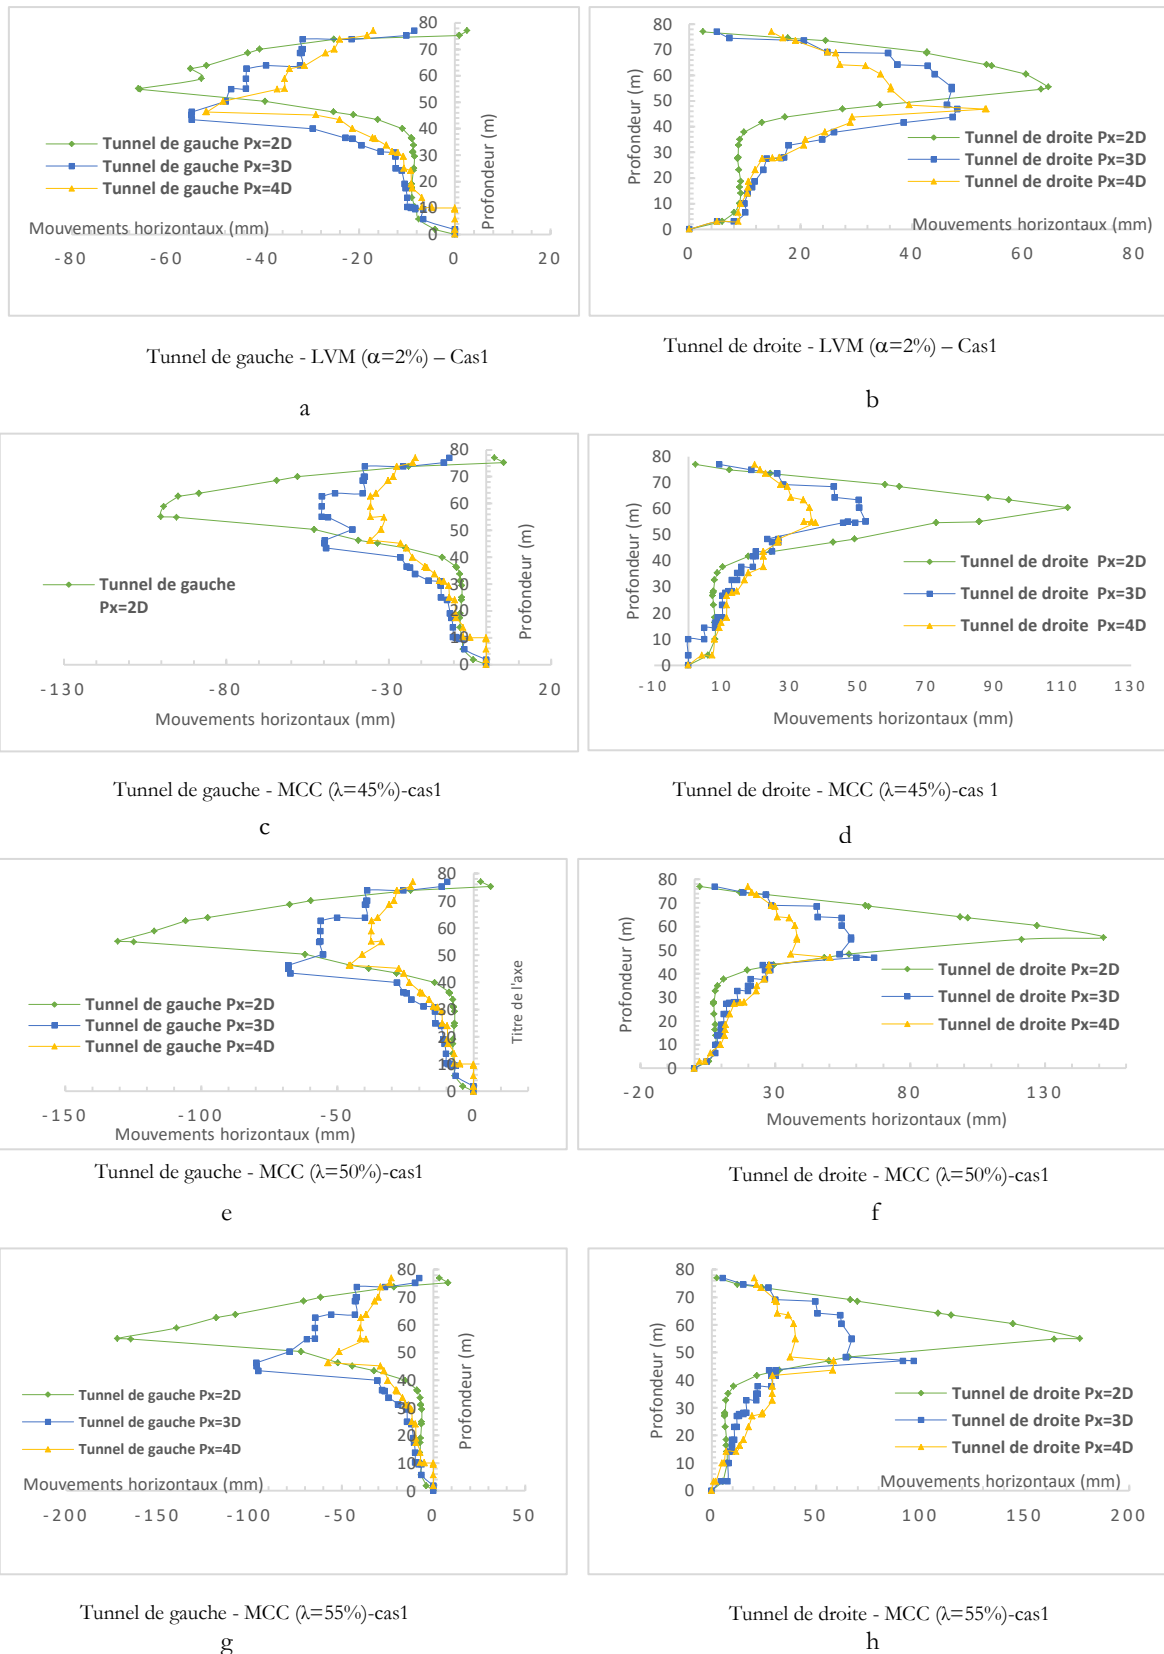 80
70
60
50
40
30
20
10
0
Profondeur (m)
Tunnel de gauche Px=2D
Tunnel de gauche Px=3D
Tunnel de gauche Px=4D
Mouvements horizontaux (mm)
-80 -60 -40 -20 0 20
Tunnel de gauche - LVM (α=2%) – Cas1
a
80
70
60
50
40
30
20
10
0
Profondeur (m)
Tunnel de droite Px=2D
Tunnel de droite Px=3D
Tunnel de droite Px=4D
Mouvements horizontaux (mm)
0 20 40 60 80
Tunnel de droite - LVM (α=2%) – Cas1
b
80
70
60
50
40
30
20
10
0
Profondeur (m)
Tunnel de gauche
Px=2D
-130 -30 20
Mouvements horizontaux (mm)
Tunnel de gauche - MCC (λ=45%)-cas1
c
80
70
60
50
40
30
20
10
0
Profondeur (m)
Tunnel de droite Px=2D
Tunnel de droite Px=3D
Tunnel de droite Px=4D
-10 10 30 50 70 90 110 130
Mouvements horizontaux (mm)
Tunnel de droite - MCC (λ=45%)-cas 1
d
80
70
60
50
40
30
20
10
0
Titre de l'axe
Tunnel de gauche Px=2D
Tunnel de gauche Px=3D
Tunnel de gauche Px=4D
-150 -100 -50 0
Mouvements horizontaux (mm)
Tunnel de gauche - MCC (λ=50%)-cas1
e
80
70
60
50
40
30
20
10
0
Profondeur (m)
Tunnel de droite Px=2D
Tunnel de droite Px=3D
Tunnel de droite Px=4D
-20 30 80 130
Mouvements horizontaux (mm)
Tunnel de droite - MCC (λ=50%)-cas1
f
80
70
60
50
40
30
20
10
0
Profondeur (m)
Tunnel de gauche Px=2D
Tunnel de gauche Px=3D
Tunnel de gauche Px=4D
Mouvements horizontaux (mm)
-200 -150 -100 -50 0 50
Tunnel de gauche - MCC (λ=55%)-cas1
g
80
70
60
50
40
30
20
10
0
Profondeur (m)
Tunnel de droite Px=2D
Tunnel de droite Px=3D
Tunnel de droite Px=4D
Mouvements horizontaux (mm)
0 50 100 150 200
Tunnel de droite - MCC (λ=55%)-cas1
h